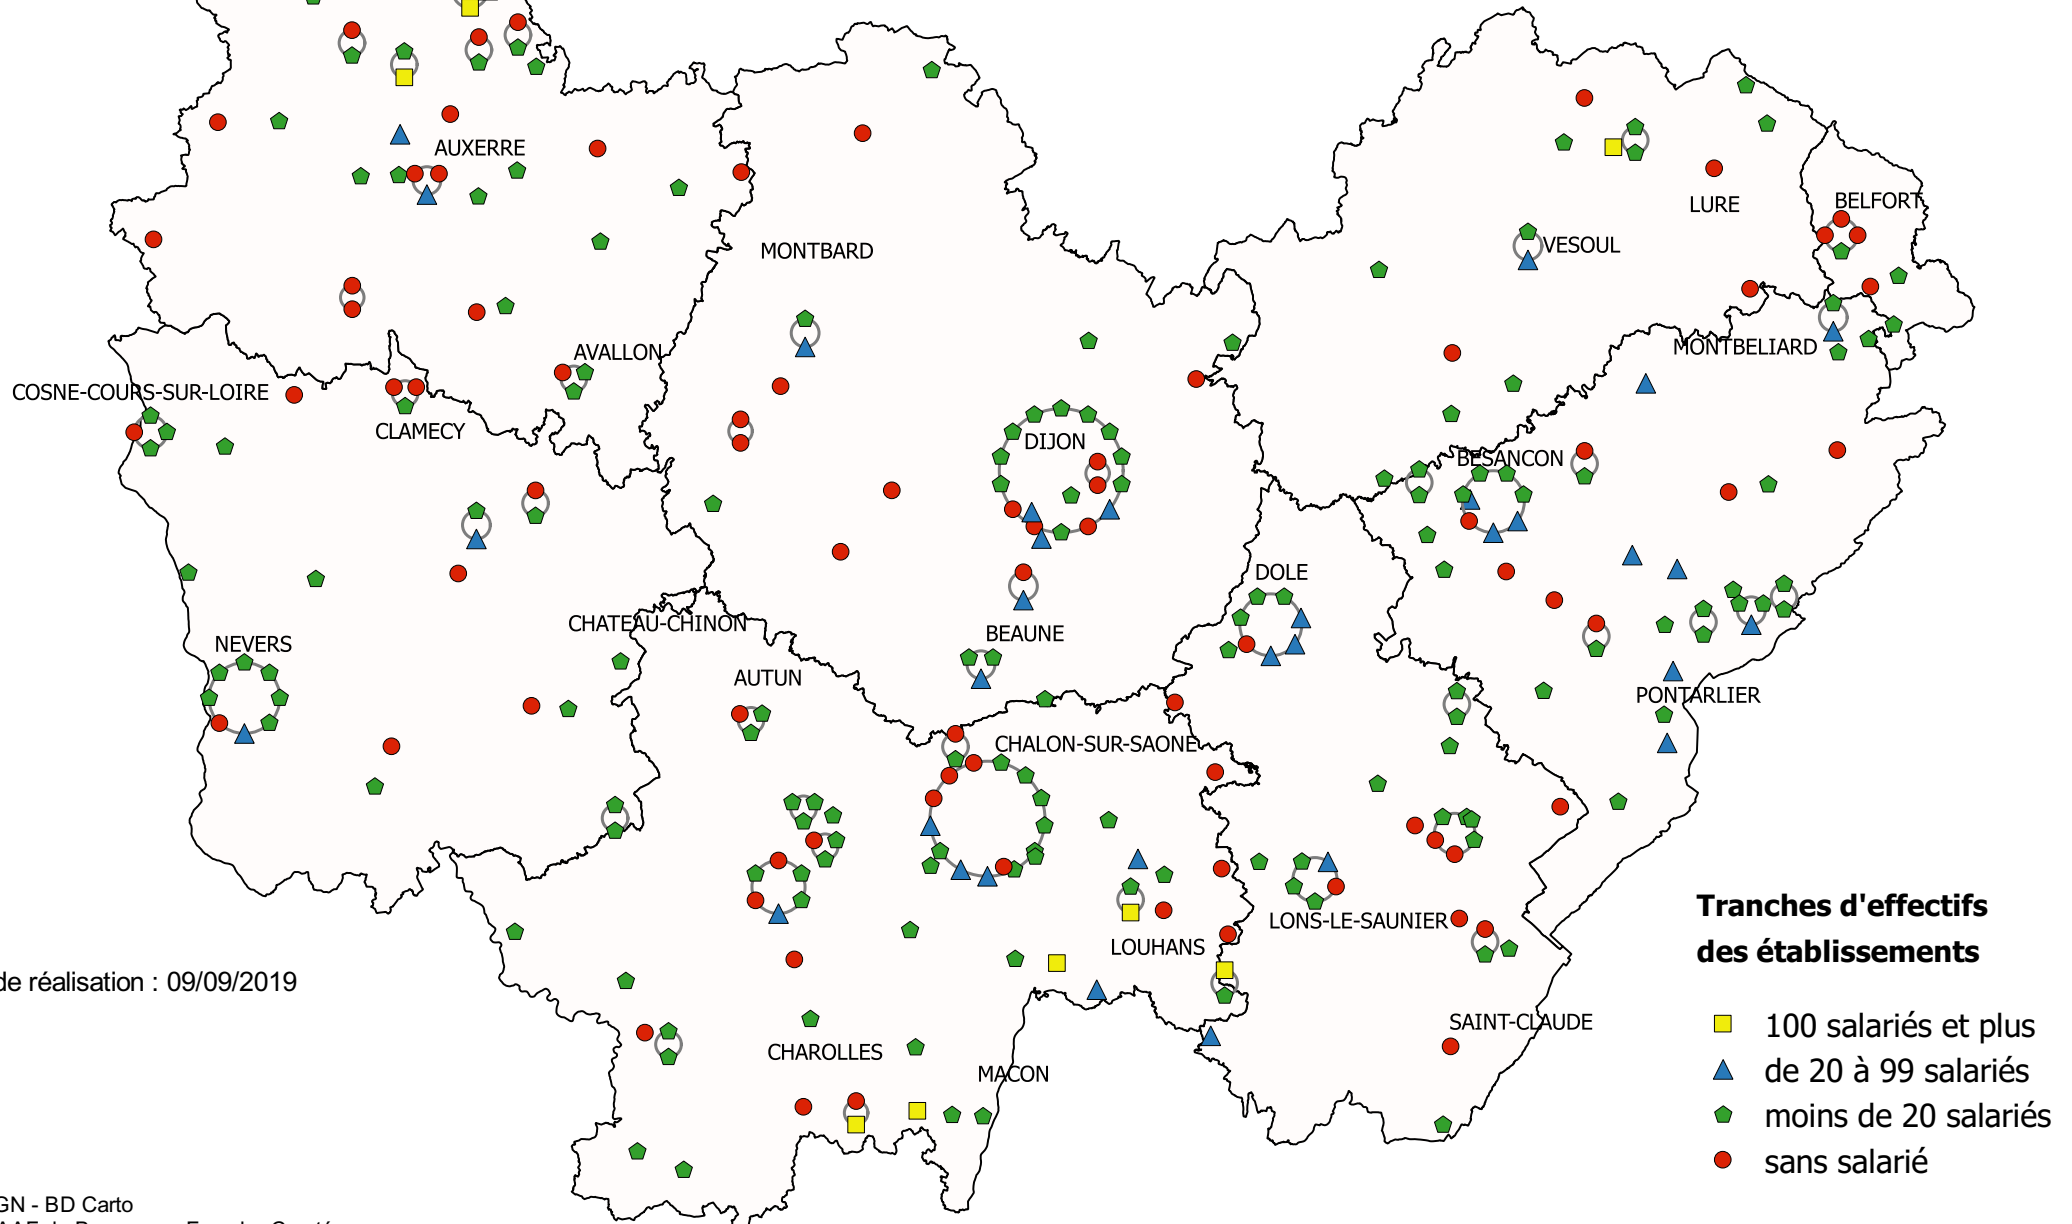 AUXERRE
MONTBARD
LURE
BELFORT
VESOUL
MONTBELIARD
AVALLON
COSNE-COURS-SUR-LOIRE
CLAMECY
DIJON
BESANCON
DOLE
CHATEAU-CHINON
BEAUNE
NEVERS
AUTUN
PONTARLIER
CHALON-SUR-SAONE
LONS-LE-SAUNIER
LOUHANS
SAINT-CLAUDE
CHAROLLES
MACON
Tranches d'effectifs
des établissements
100 salariés et plus
de 20 à 99 salariés
moins de 20 salariés
sans salarié
de réalisation : 09/09/2019
GN - BD Carto